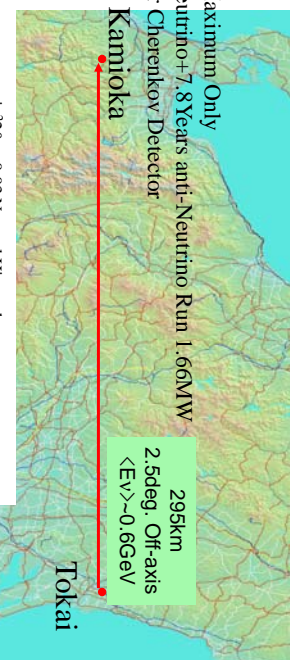 aximum Only
eutrino+7.8Years anti-Neutrino Run 1.66MW
r Cherenkov Detector
Kamioka
295km
2.5deg. Off-axis
<Eν>~0.6GeV
Tokai